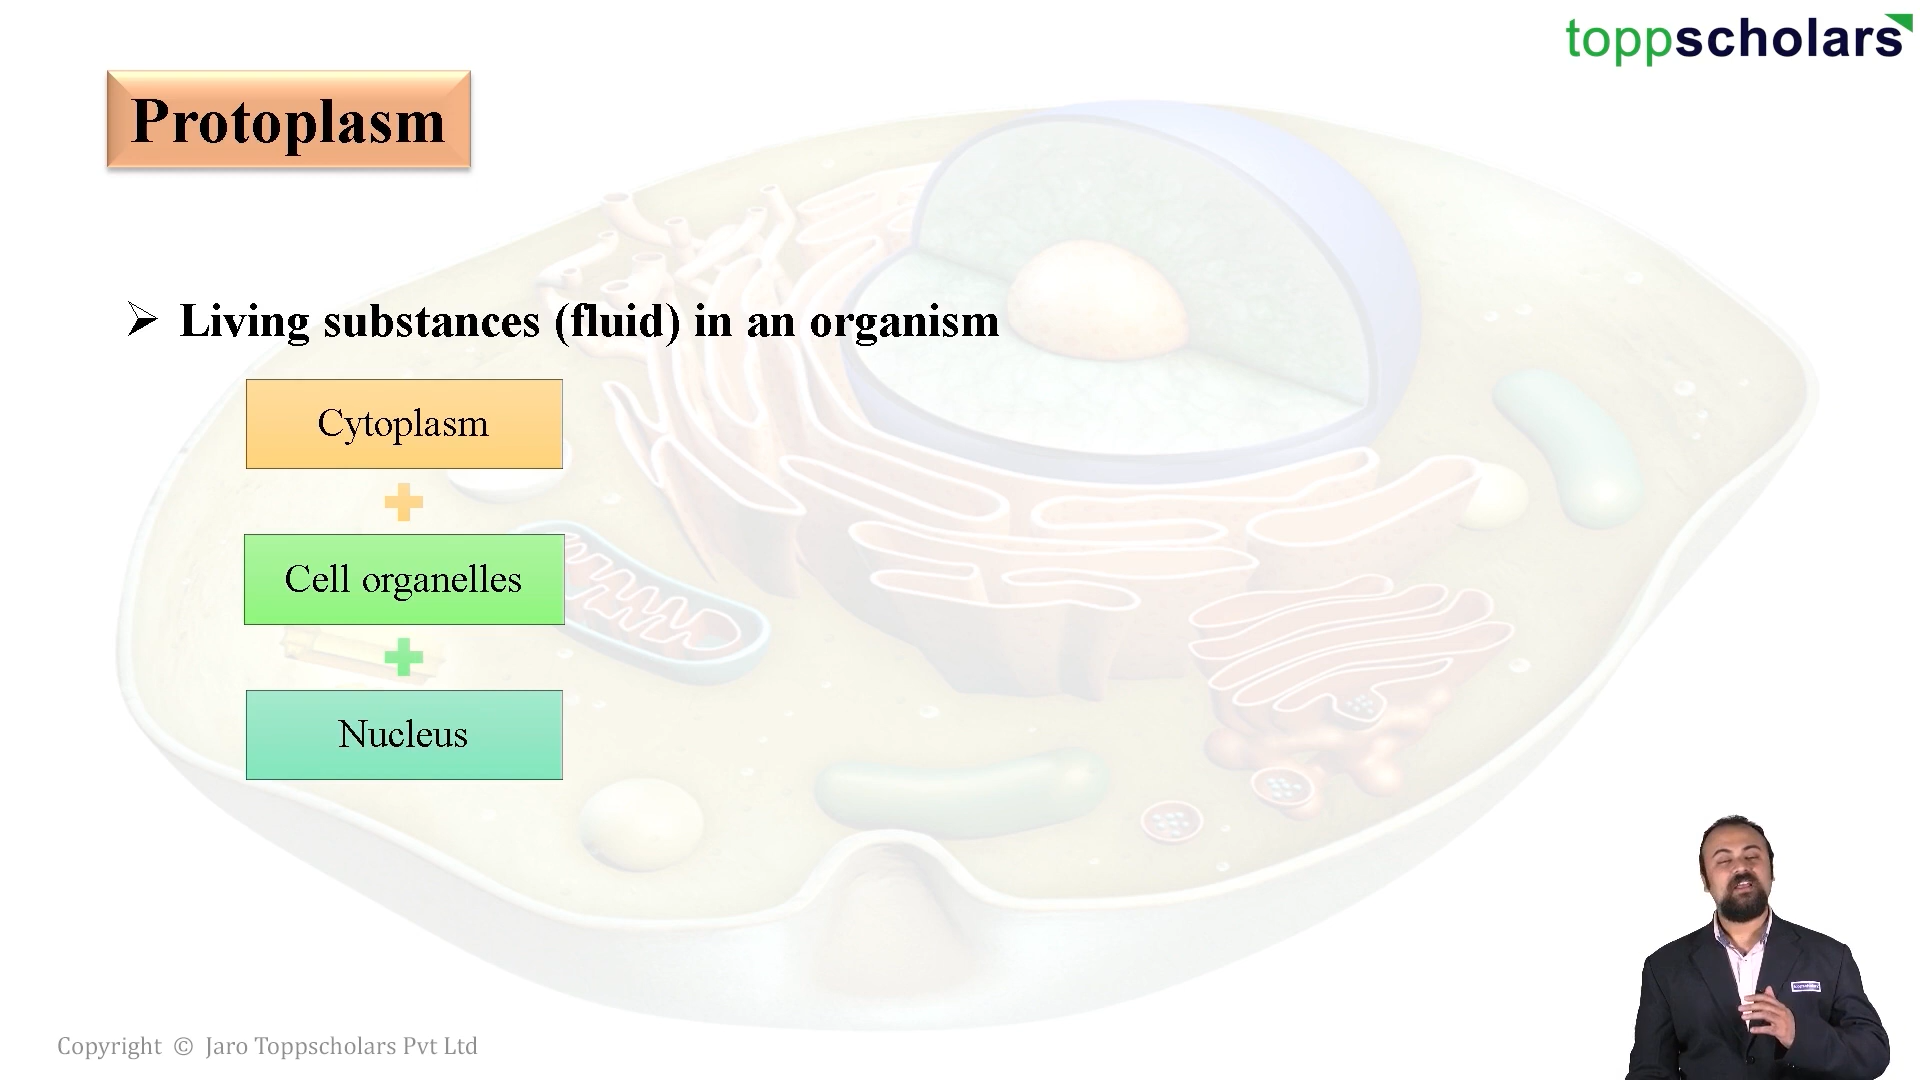 toppscholars
Protoplasm
➢ Living substances (fluid) in an organism
Cytoplasm
+
Cell organelles
+
Nucleus
Copyright © Jaro Toppscholars Pvt Ltd